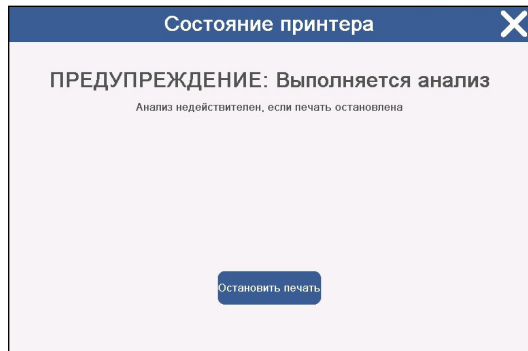 Состояние принтера
ПРЕДУПРЕЖДЕНИЕ: Выполняется анализ
Анализ недействителен, если печать остановлена
Остановить печать